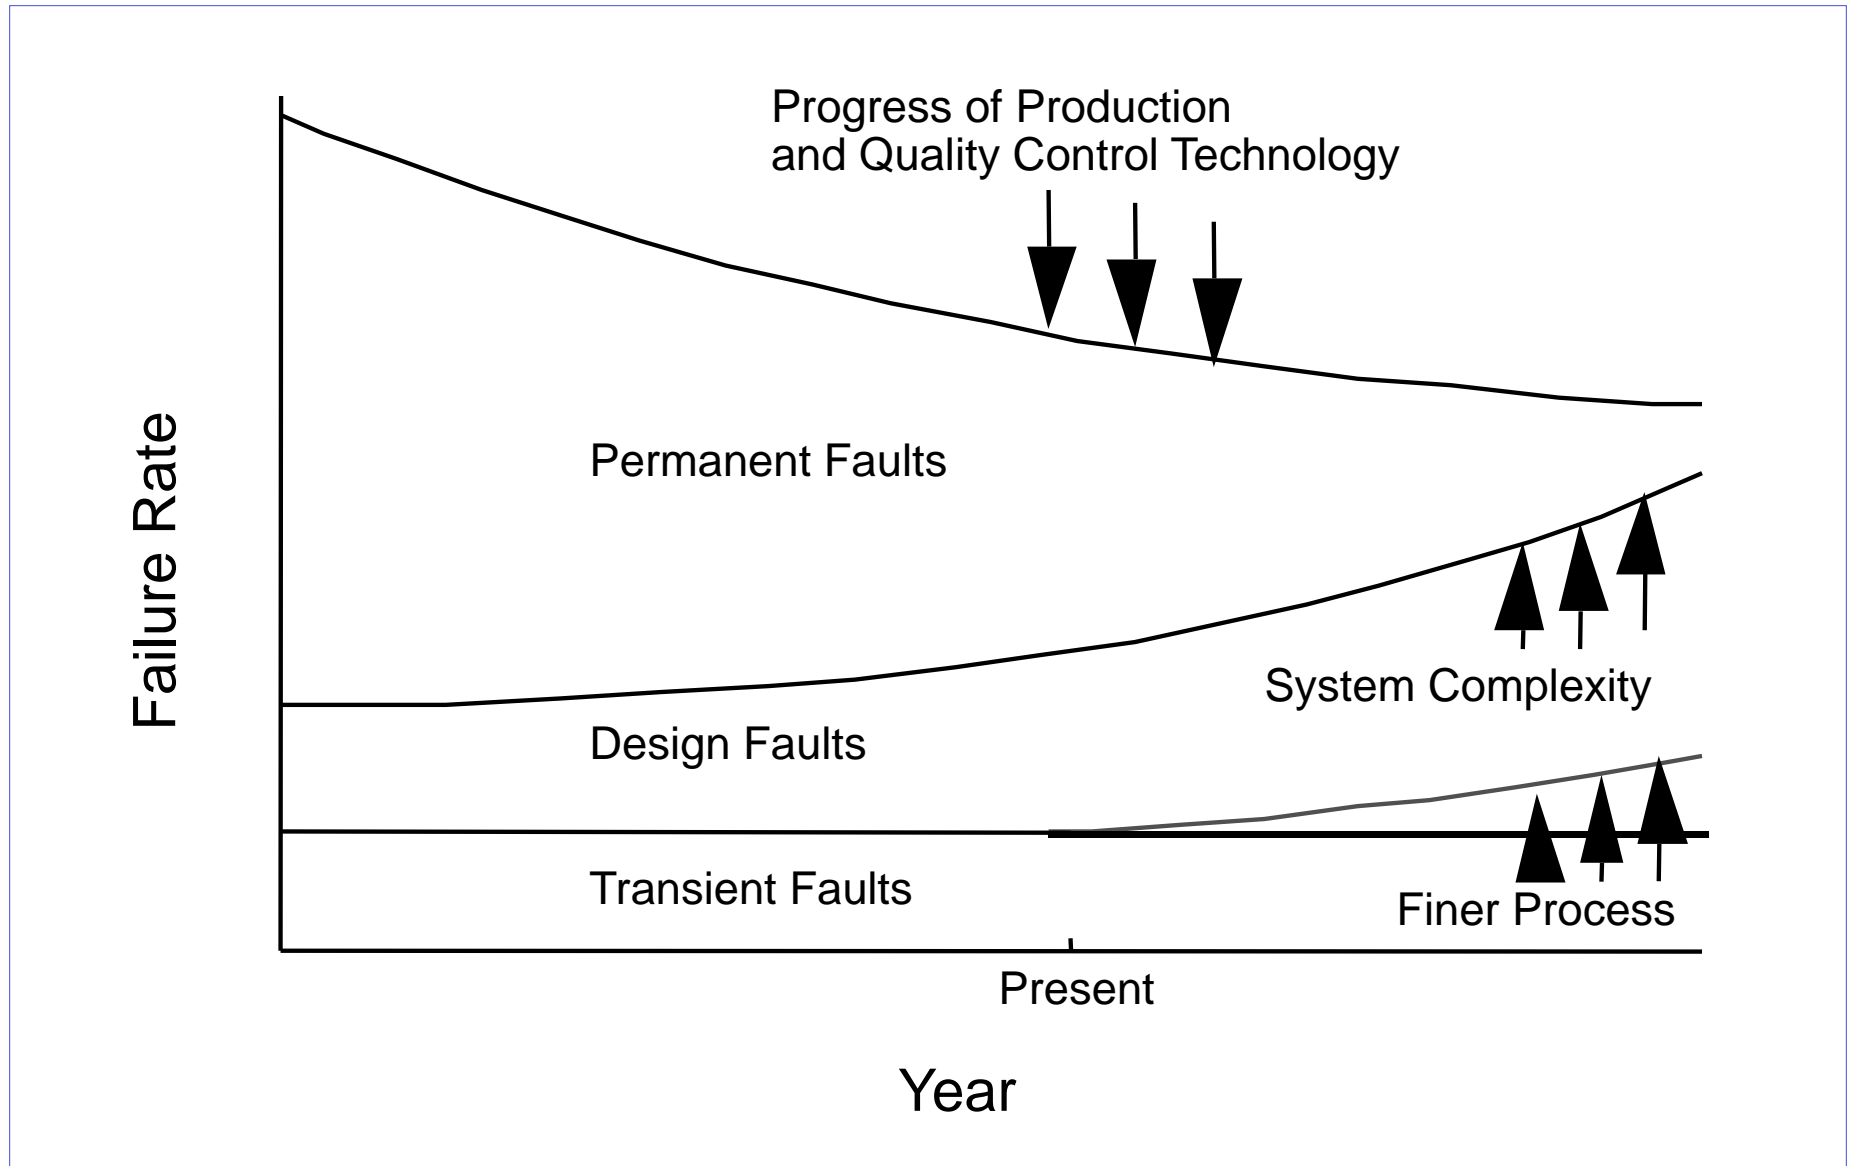 Progress of Production
and Quality Control Technology
Permanent Faults
Failure Rate
System Complexity
Design Faults
Transient Faults
Finer Process
Present
Year